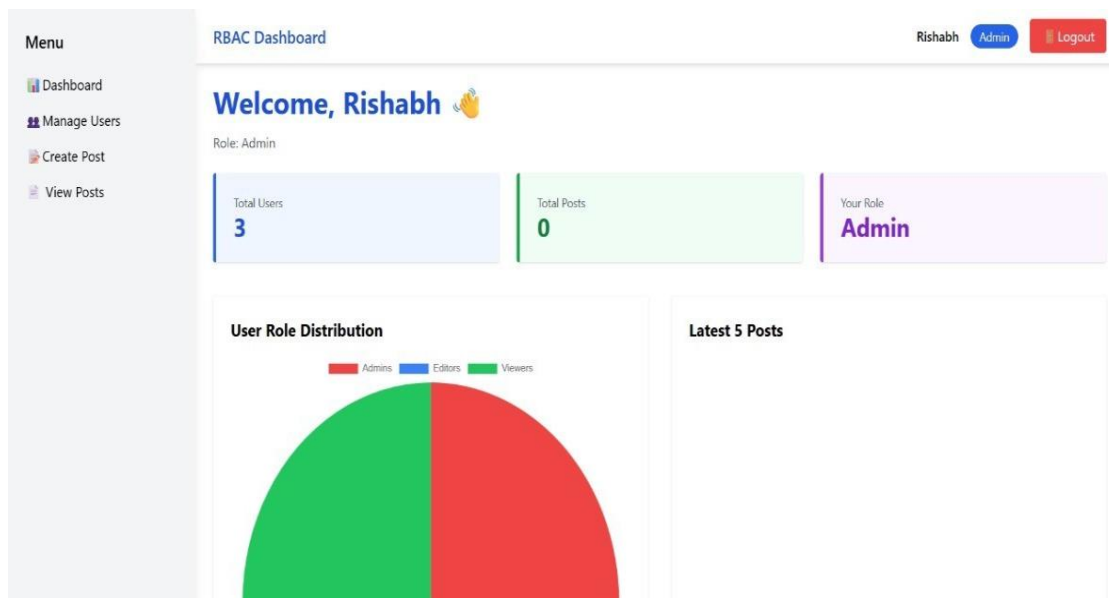 Menu
Dashboard
Manage Users
Create Post
View Posts
RBAC Dashboard
Rishabh Admin Logout
Welcome, Rishabh 👋
Role: Admin
Total Users
3
Total Posts
0
Your Role
Admin
User Role Distribution
Admins Editors Viewers
Latest 5 Posts